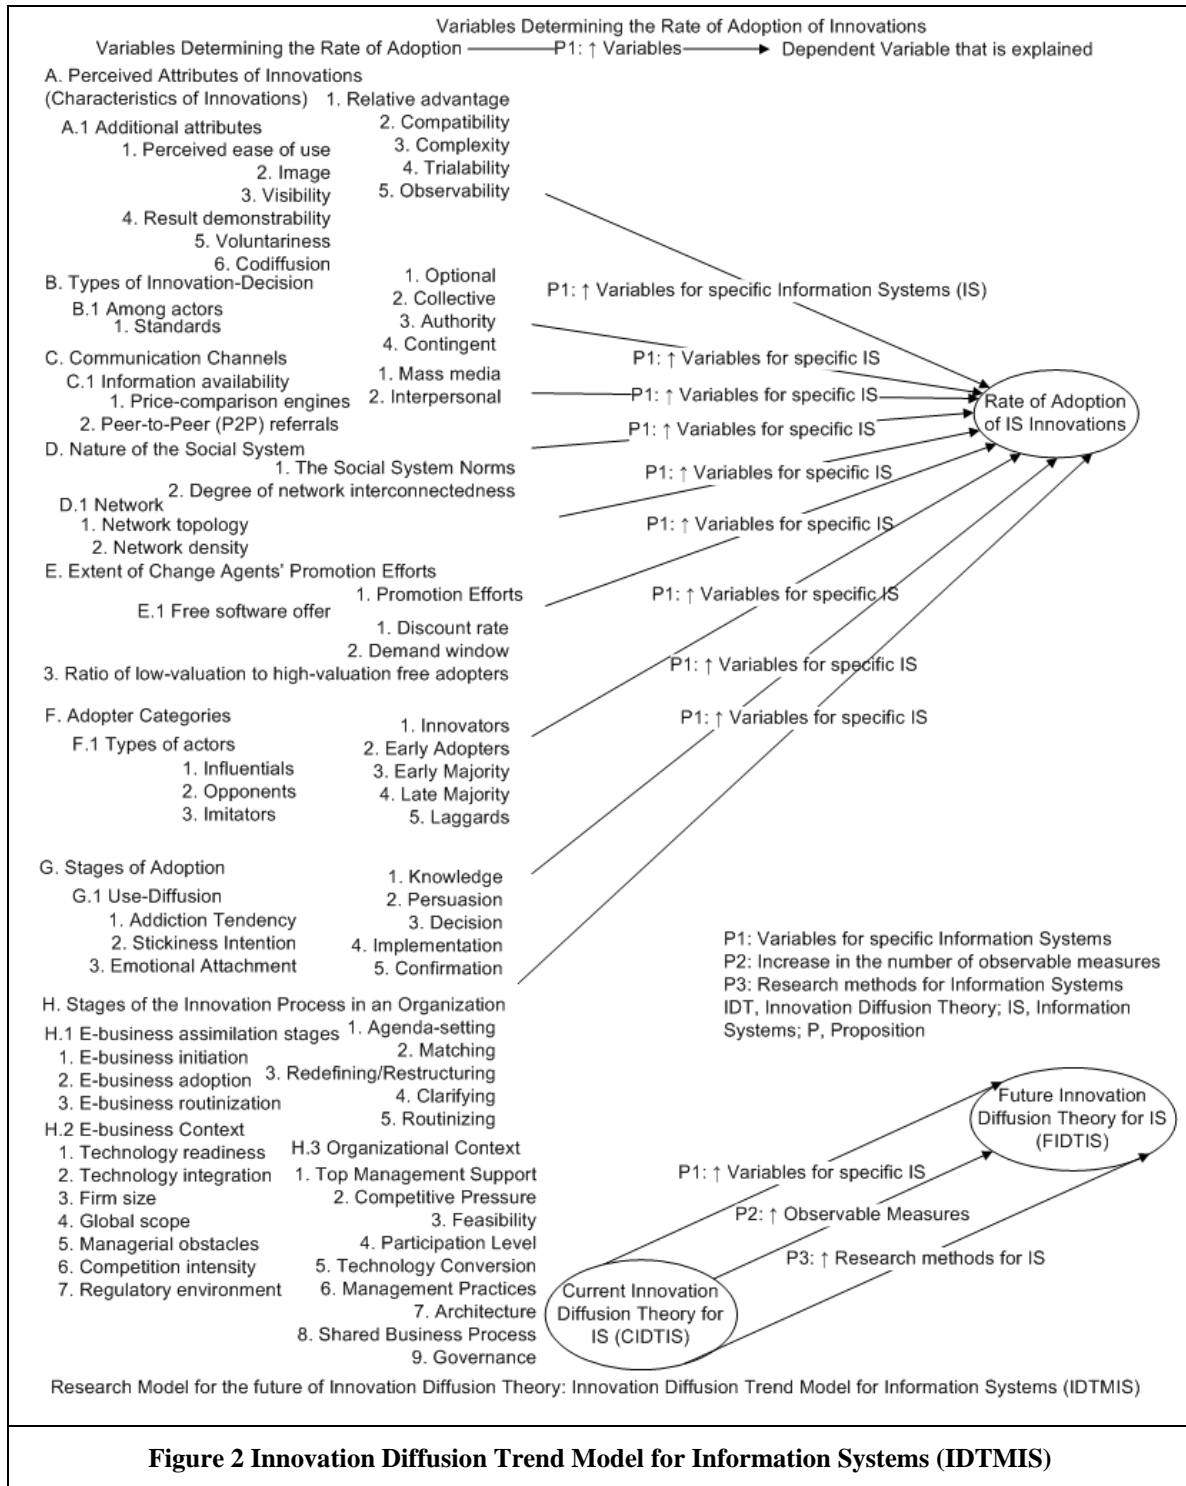 Variables Determining the Rate of Adoption of Innovations
Variables Determining the Rate of Adoption P1: ↑ Variables Dependent Variable that is explained
A. Perceived Attributes of Innovations
(Characteristics of Innovations)
1. Relative advantage
2. Compatibility
3. Complexity
4. Trialability
5. Observability
A.1 Additional attributes
1. Perceived ease of use
2. Image
3. Visibility
4. Result demonstrability
5. Voluntariness
6. Codiffusion
B. Types of Innovation-Decision
1. Optional
2. Collective
3. Authority
4. Contingent
B.1 Among actors
1. Standards
C. Communication Channels
1. Mass media
2. Interpersonal
C.1 Information availability
1. Price-comparison engines
2. Peer-to-Peer (P2P) referrals
D. Nature of the Social System
1. The Social System Norms
2. Degree of network interconnectedness
D.1 Network
1. Network topology
2. Network density
E. Extent of Change Agents' Promotion Efforts
1. Promotion Efforts
E.1 Free software offer
1. Discount rate
2. Demand window
3. Ratio of low-valuation to high-valuation free adopters
F. Adopter Categories
1. Innovators
2. Early Adopters
3. Early Majority
4. Late Majority
5. Laggards
F.1 Types of actors
1. Influentials
2. Opponents
3. Imitators
G. Stages of Adoption
1. Knowledge
2. Persuasion
3. Decision
4. Implementation
5. Confirmation
G.1 Use-Diffusion
1. Addiction Tendency
2. Stickiness Intention
3. Emotional Attachment
H. Stages of the Innovation Process in an Organization
1. Agenda-setting
2. Matching
3. Redefining/Restructuring
4. Clarifying
5. Routinizing
H.1 E-business assimilation stages
1. E-business initiation
2. E-business adoption
3. E-business routinization
H.2 E-business Context
1. Technology readiness
2. Technology integration
3. Firm size
4. Global scope
5. Managerial obstacles
6. Competition intensity
7. Regulatory environment
H.3 Organizational Context
1. Top Management Support
2. Competitive Pressure
3. Feasibility
4. Participation Level
5. Technology Conversion
6. Management Practices
7. Architecture
8. Shared Business Process
9. Governance
P1: ↑ Variables for specific Information Systems (IS)
P1: ↑ Variables for specific IS
P1: ↑ Variables for specific IS
P1: ↑ Variables for specific IS
P1: ↑ Variables for specific IS
P1: ↑ Variables for specific IS
P1: ↑ Variables for specific IS
P1: ↑ Variables for specific IS
P1: ↑ Variables for specific IS
Rate of Adoption
of IS Innovations
P1: Variables for specific Information Systems
P2: Increase in the number of observable measures
P3: Research methods for Information Systems
IDT, Innovation Diffusion Theory; IS, Information
Systems; P, Proposition
Future Innovation
Diffusion Theory for IS
(FIDTIS)
P1: ↑ Variables for specific IS
P2: ↑ Observable Measures
P3: ↑ Research methods for IS
Current Innovation
Diffusion Theory for
IS (CIDTIS)
Research Model for the future of Innovation Diffusion Theory: Innovation Diffusion Trend Model for Information Systems (IDTMIS)
Figure 2 Innovation Diffusion Trend Model for Information Systems (IDTMIS)